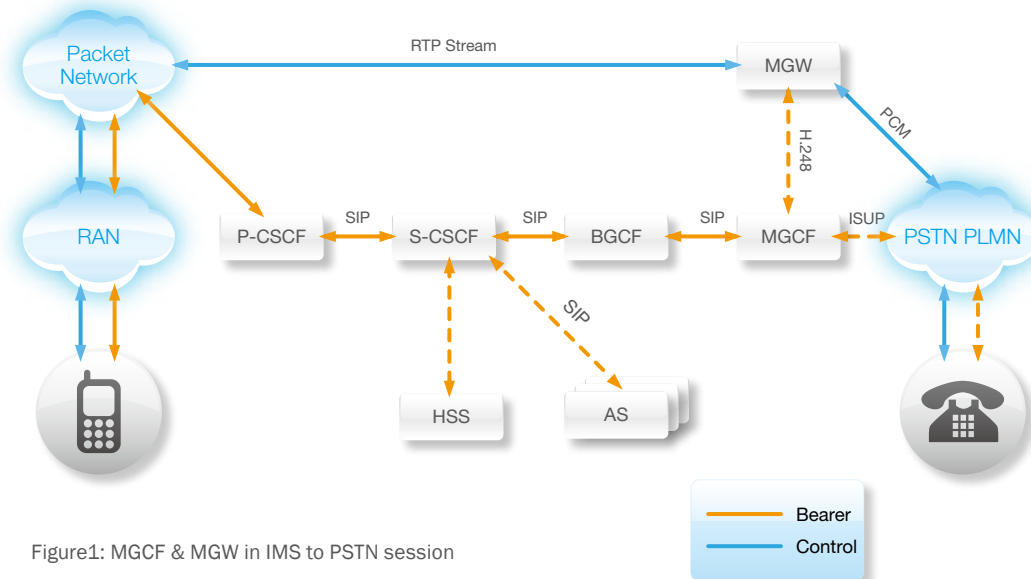 RTP Stream
Packet
Network
MGW
PCM
H.248
RAN
P-CSCF
SIP
S-CSCF
SIP
BGCF
SIP
MGCF
ISUP
PSTN PLMN
SIP
HSS
AS
Bearer
Control
Figure1: MGCF & MGW in IMS to PSTN session